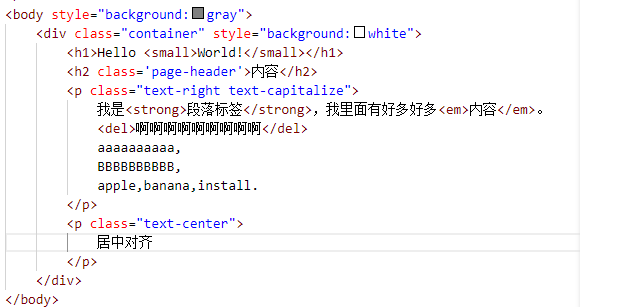 <body style="background:gray">
<div class="container" style="background:white">
<h1>Hello <small>World!</small></h1>
<h2 class='page-header'>内容</h2>
<p class="text-right text-capitalize">
我是<strong>段落标签</strong>，我里面有好多好多<em>内容</em>。
<del>啊啊啊啊啊啊啊啊啊</del>
aaaaaaaaaa,
BBBBBBBBBB,
apple,banana,install.
</p>
<p class="text-center">
居中对齐
</p>
</div>
</body>